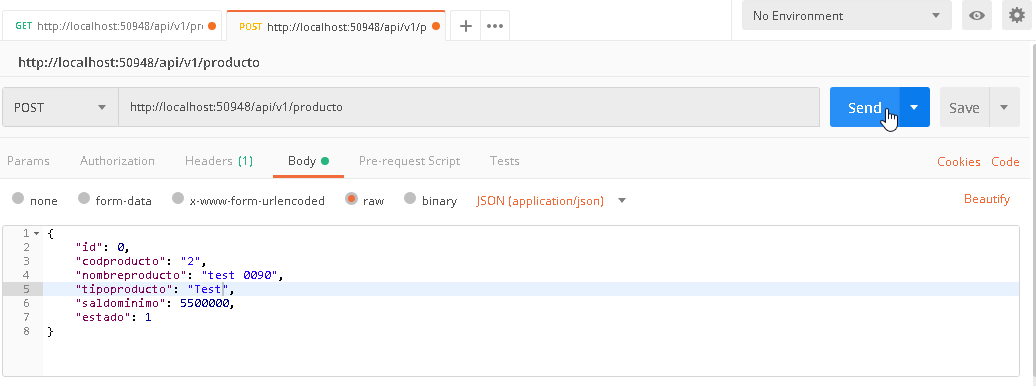 GET http://localhost:50948/api/v1/pr POST http://localhost:50948/api/v1/p + ••• No Environment
http://localhost:50948/api/v1/producto
POST http://localhost:50948/api/v1/producto Send Save
Params Authorization Headers (1) Body Pre-request Script Tests Cookies Code
none form-data x-www-form-urlencoded raw binary JSON (application/json) Beautify
1 {
2 "id": 0,
3 "codproducto": "2",
4 "nombreproducto": "test 0090",
5 "tipoproducto": "Test",
6 "saldominimo": 5500000,
7 "estado": 1
8 }